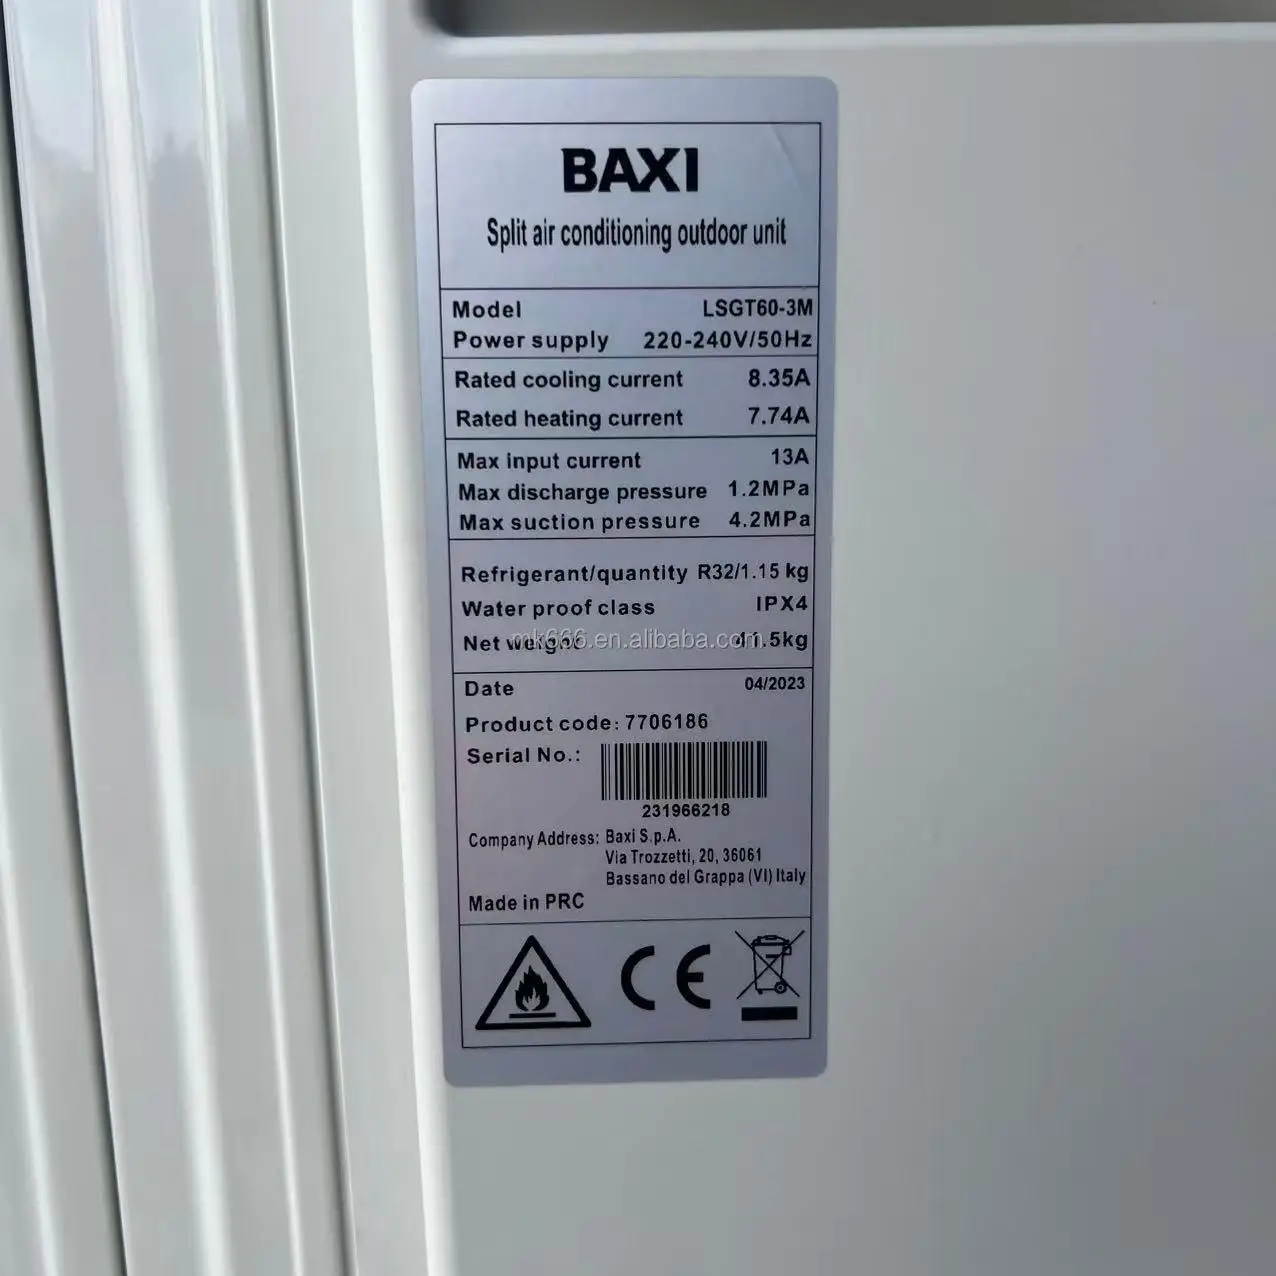 BAXI
Split air conditioning outdoor unit
Model LSGT60-3M
Power supply 220-240V/50Hz
Rated cooling current 8.35A
Rated heating current 7.74A
Max input current 13A
Max discharge pressure 1.2MPa
Max suction pressure 4.2MPa
Refrigerant/quantity R32/1.15 kg
Water proof class IPX4
Net weight 41.5kg
mk666.en.alibaba.com
Date 04/2023
Product code: 7706186
Serial No.:
231966218
Company Address: Baxi S.p.A.
Via Trozzetti, 20, 36061
Bassano del Grappa (VI) Italy
Made in PRC
CE